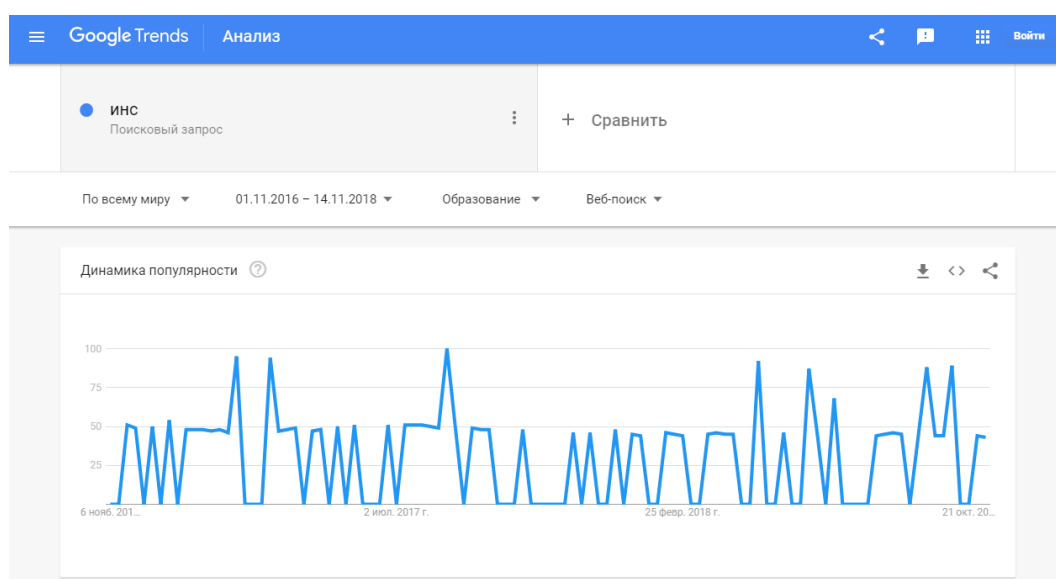 Google Trends Анализ Войти
инс
Поисковый запрос
+ Сравнить
По всему миру 01.11.2016 – 14.11.2018 Образование Веб-поиск
Динамика популярности ?
100
75
50
25
6 нояб. 201... 2 июл. 2017 г. 25 февр. 2018 г. 21 окт. 20...